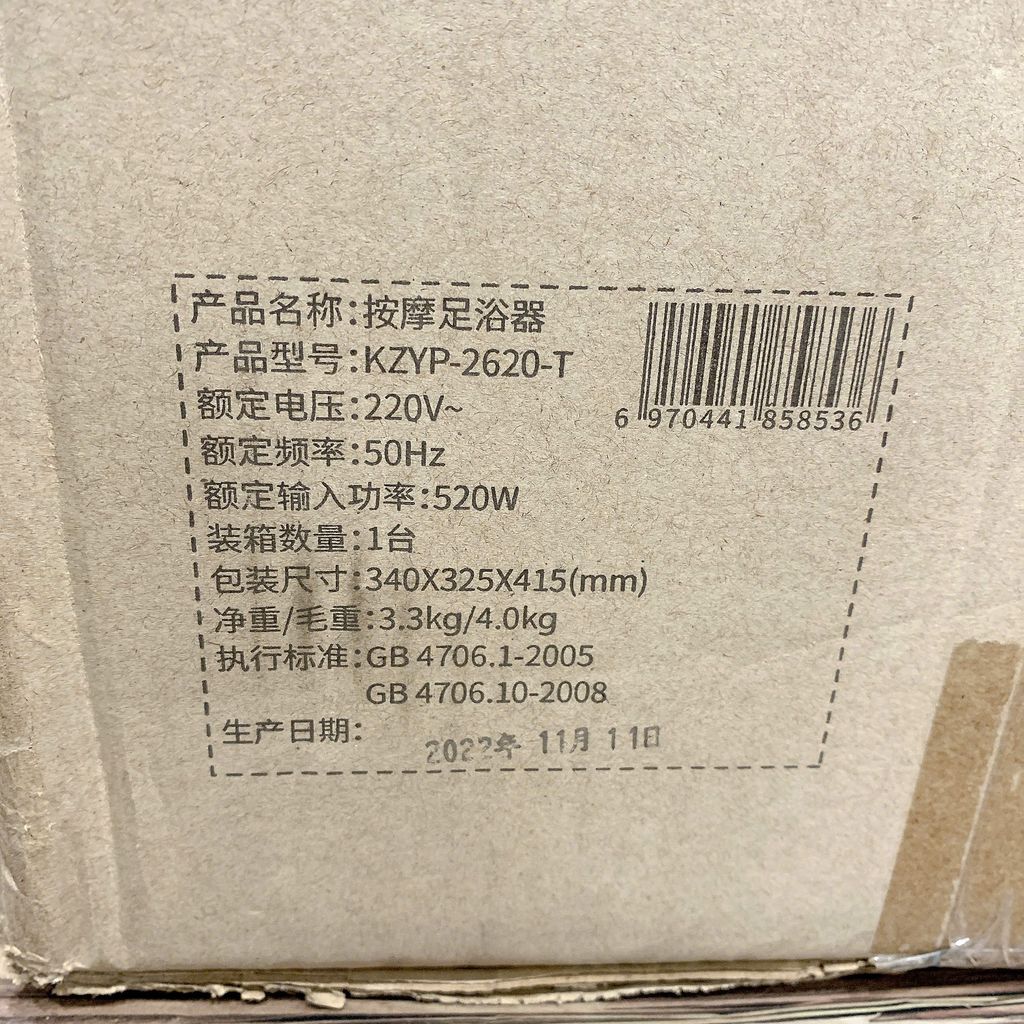 产品名称:按摩足浴器
产品型号:KZYP-2620-T
额定电压:220V~
额定频率:50Hz
额定输入功率:520W
装箱数量:1台
包装尺寸:340X325X415(mm)
净重/毛重:3.3kg/4.0kg
执行标准:GB 4706.1-2005
GB 4706.10-2008
生产日期:
2022年 11月 11日
6 970441 858536